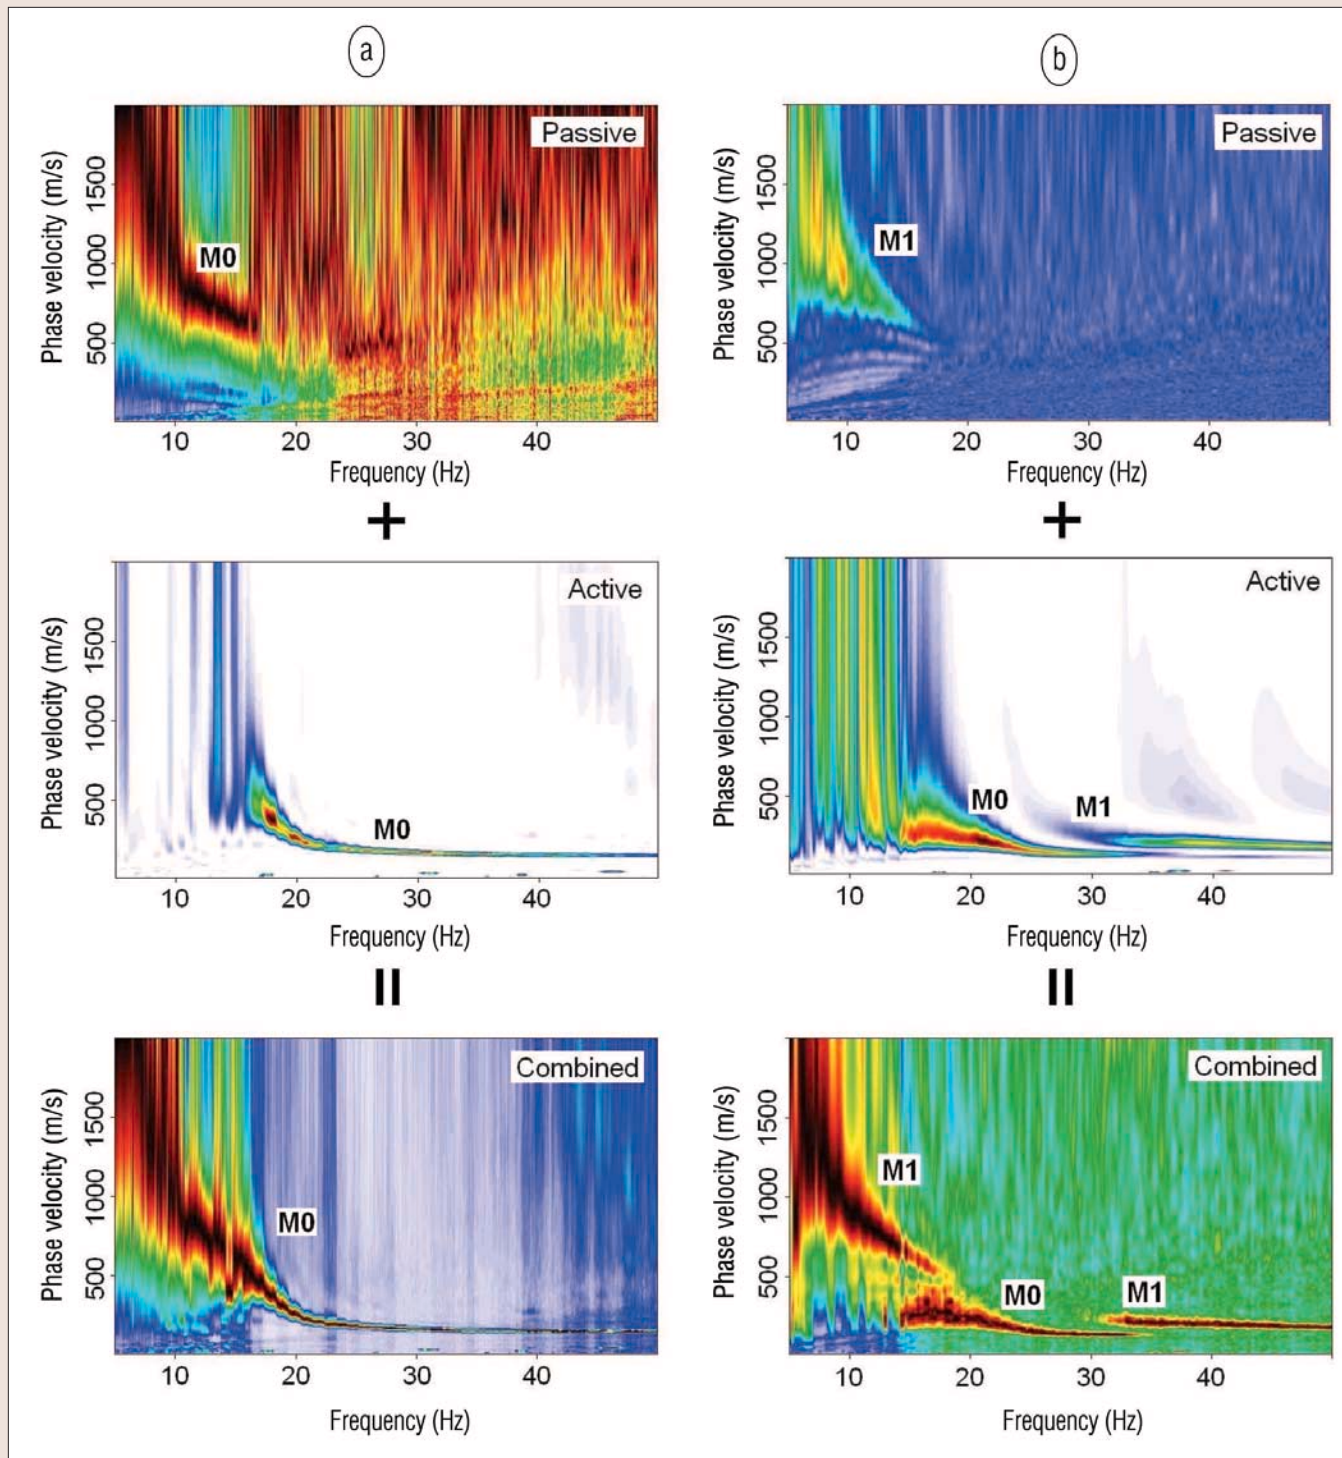 a
Passive
M0
Phase velocity (m/s)
500 1000 1500
10 20 30 40
Frequency (Hz)
+
Active
M0
Phase velocity (m/s)
500 1000 1500
10 20 30 40
Frequency (Hz)
=
Combined
M0
Phase velocity (m/s)
500 1000 1500
10 20 30 40
Frequency (Hz)
b
Passive
M1
Phase velocity (m/s)
500 1000 1500
10 20 30 40
Frequency (Hz)
+
Active
M0
M1
Phase velocity (m/s)
500 1000 1500
10 20 30 40
Frequency (Hz)
=
Combined
M1
M0
M1
Phase velocity (m/s)
500 1000 1500
10 20 30 40
Frequency (Hz)